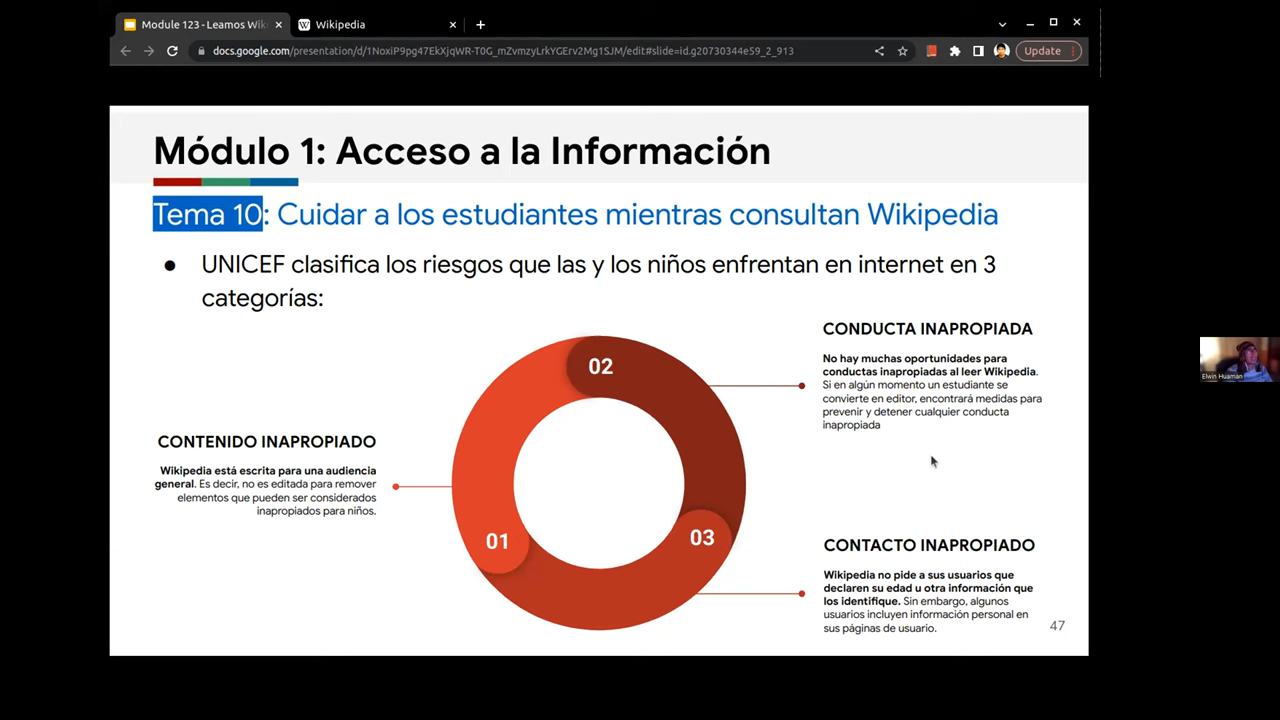 Module 123 - Leamos Wiki
Wikipedia
docs.google.com/presentation/d/1NoxiP9pg47EkXjqWR-T0G_mZvmzyLrkYGErv2Mg1SJM/edit#slide=id.g20730344e59_2_913
Update
Módulo 1: Acceso a la Información
Tema 10: Cuidar a los estudiantes mientras consultan Wikipedia
● UNICEF clasifica los riesgos que las y los niños enfrentan en internet en 3
categorías:
CONTENIDO INAPROPIADO
Wikipedia está escrita para una audiencia
general. Es decir, no es editada para remover
elementos que pueden ser considerados
inapropiados para niños.
01
02
03
CONDUCTA INAPROPIADA
No hay muchas oportunidades para
conductas inapropiadas al leer Wikipedia.
Si en algún momento un estudiante se
convierte en editor, encontrará medidas para
prevenir y detener cualquier conducta
inapropiada
CONTACTO INAPROPIADO
Wikipedia no pide a sus usuarios que
declaren su edad u otra información que
los identifique. Sin embargo, algunos
usuarios incluyen información personal en
sus páginas de usuario.
47
Elwin Huaman